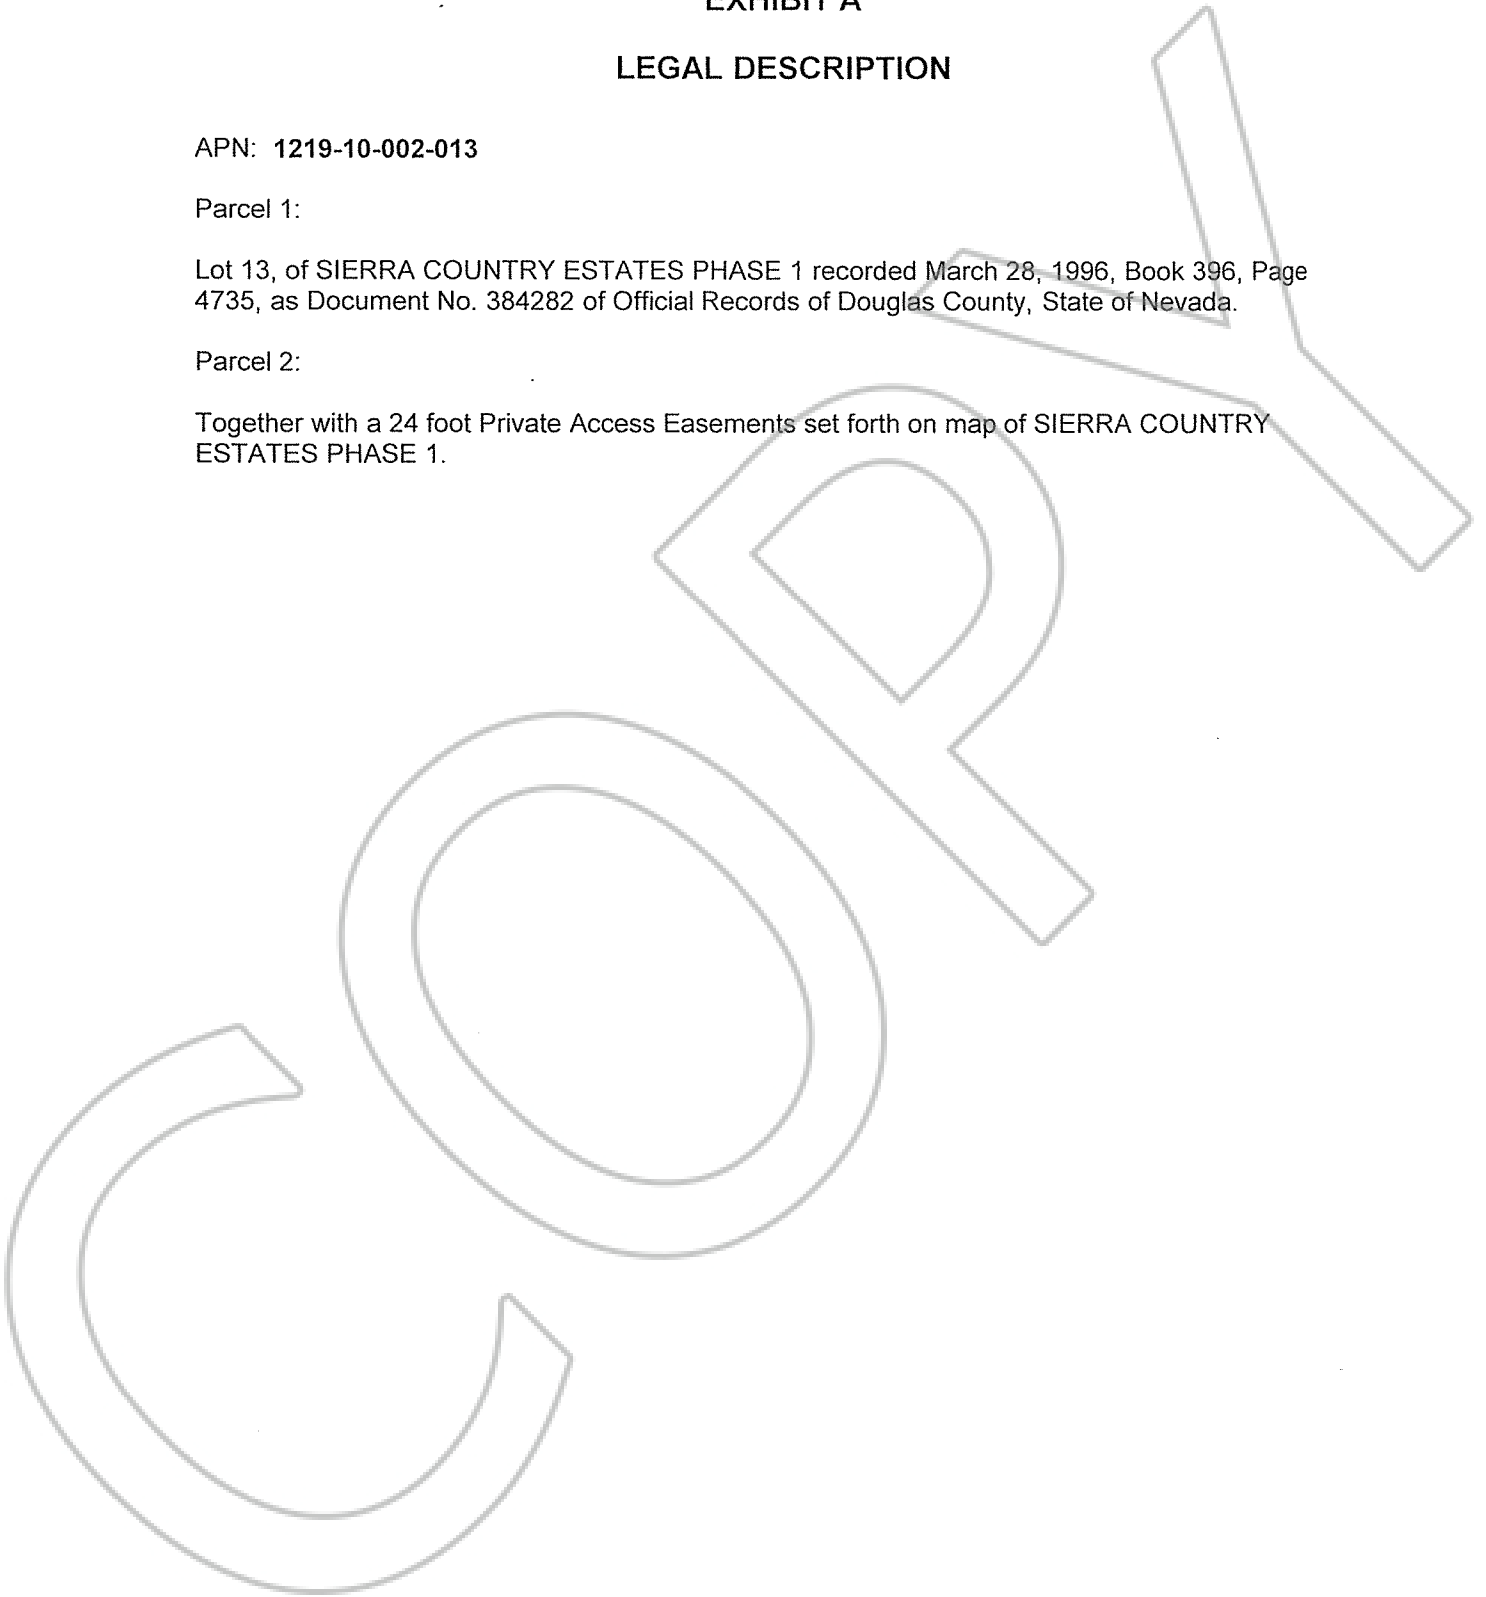 EXHIBIT A
LEGAL DESCRIPTION
APN: 1219-10-002-013
Parcel 1:
Lot 13, of SIERRA COUNTRY ESTATES PHASE 1 recorded March 28, 1996, Book 396, Page
4735, as Document No. 384282 of Official Records of Douglas County, State of Nevada.
Parcel 2:
Together with a 24 foot Private Access Easements set forth on map of SIERRA COUNTRY
ESTATES PHASE 1.
COPY